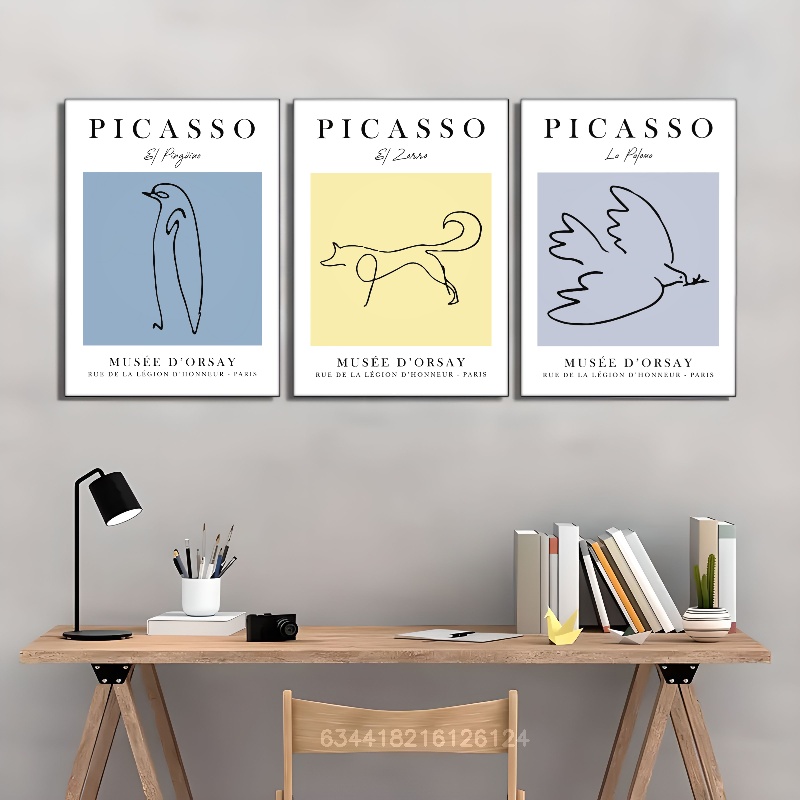 PICASSO
El Pingüino
MUSÉE D'ORSAY
RUE DE LA LÉGION D'HONNEUR - PARIS
PICASSO
El Zorro
MUSÉE D'ORSAY
RUE DE LA LÉGION D'HONNEUR - PARIS
PICASSO
La Paloma
MUSÉE D'ORSAY
RUE DE LA LÉGION D'HONNEUR - PARIS
634418216126124